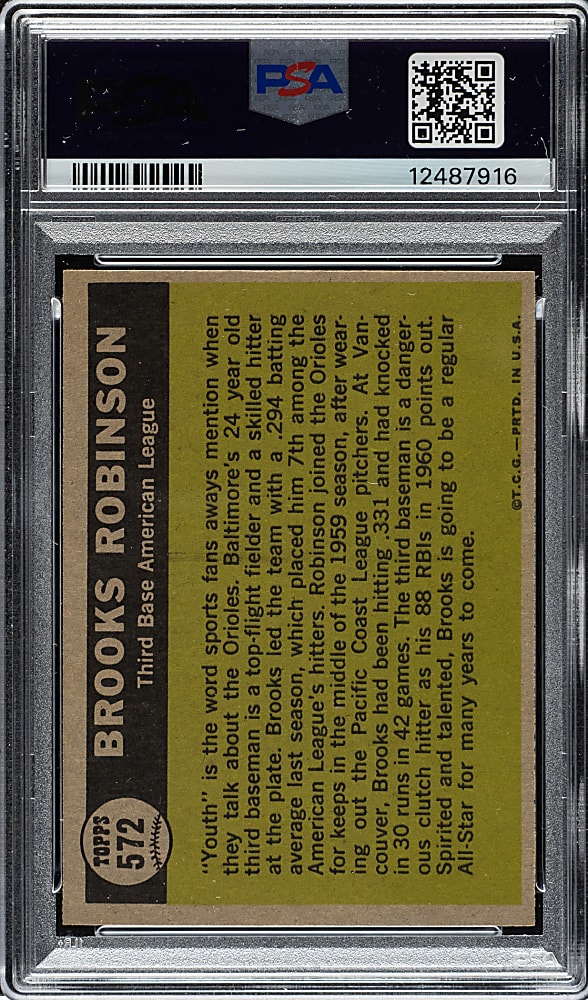 PSA
12487916
TOPPS
572
BROOKS ROBINSON
Third Base American League
"Youth" is the word sports fans aways mention when
they talk about the Orioles. Baltimore's 24 year old
third baseman is a top-flight fielder and a skilled hitter
at the plate. Brooks led the team with a .294 batting
average last season, which placed him 7th among the
American League's hitters. Robinson joined the Orioles
for keeps in the middle of the 1959 season, after wear-
ing out the Pacific Coast League pitchers. At Van-
couver, Brooks had been hitting .331 and had knocked
in 30 runs in 42 games. The third baseman is a danger-
ous clutch hitter as his 88 RBIs in 1960 points out.
Spirited and talented, Brooks is going to be a regular
All-Star for many years to come.
©T.C.G.—PRTD. IN U.S.A.